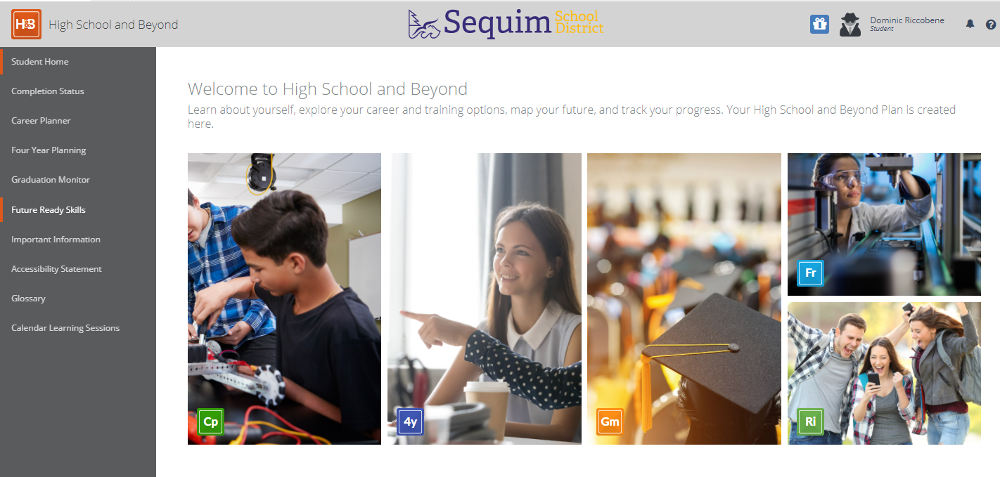 H&B
High School and Beyond
Sequim
School
District
Dominic Riccobene
Student
Student Home
Completion Status
Career Planner
Four Year Planning
Graduation Monitor
Future Ready Skills
Important Information
Accessibility Statement
Glossary
Calendar Learning Sessions
Welcome to High School and Beyond
Learn about yourself, explore your career and training options, map your future, and track your progress. Your High School and Beyond Plan is created
here.
Cp
4y
Gm
Fr
Ri